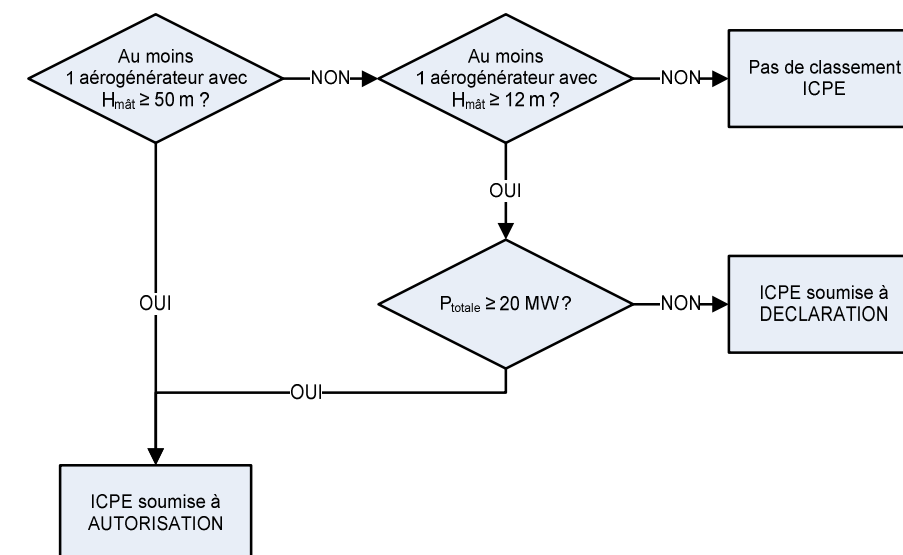 Au moins
1 aérogénérateur avec
Hmât ≥ 50 m ?
NON
Au moins
1 aérogénérateur avec
Hmât ≥ 12 m ?
NON
Pas de classement
ICPE
OUI
OUI
Ptotale ≥ 20 MW?
NON
ICPE soumise à
DECLARATION
OUI
ICPE soumise à
AUTORISATION